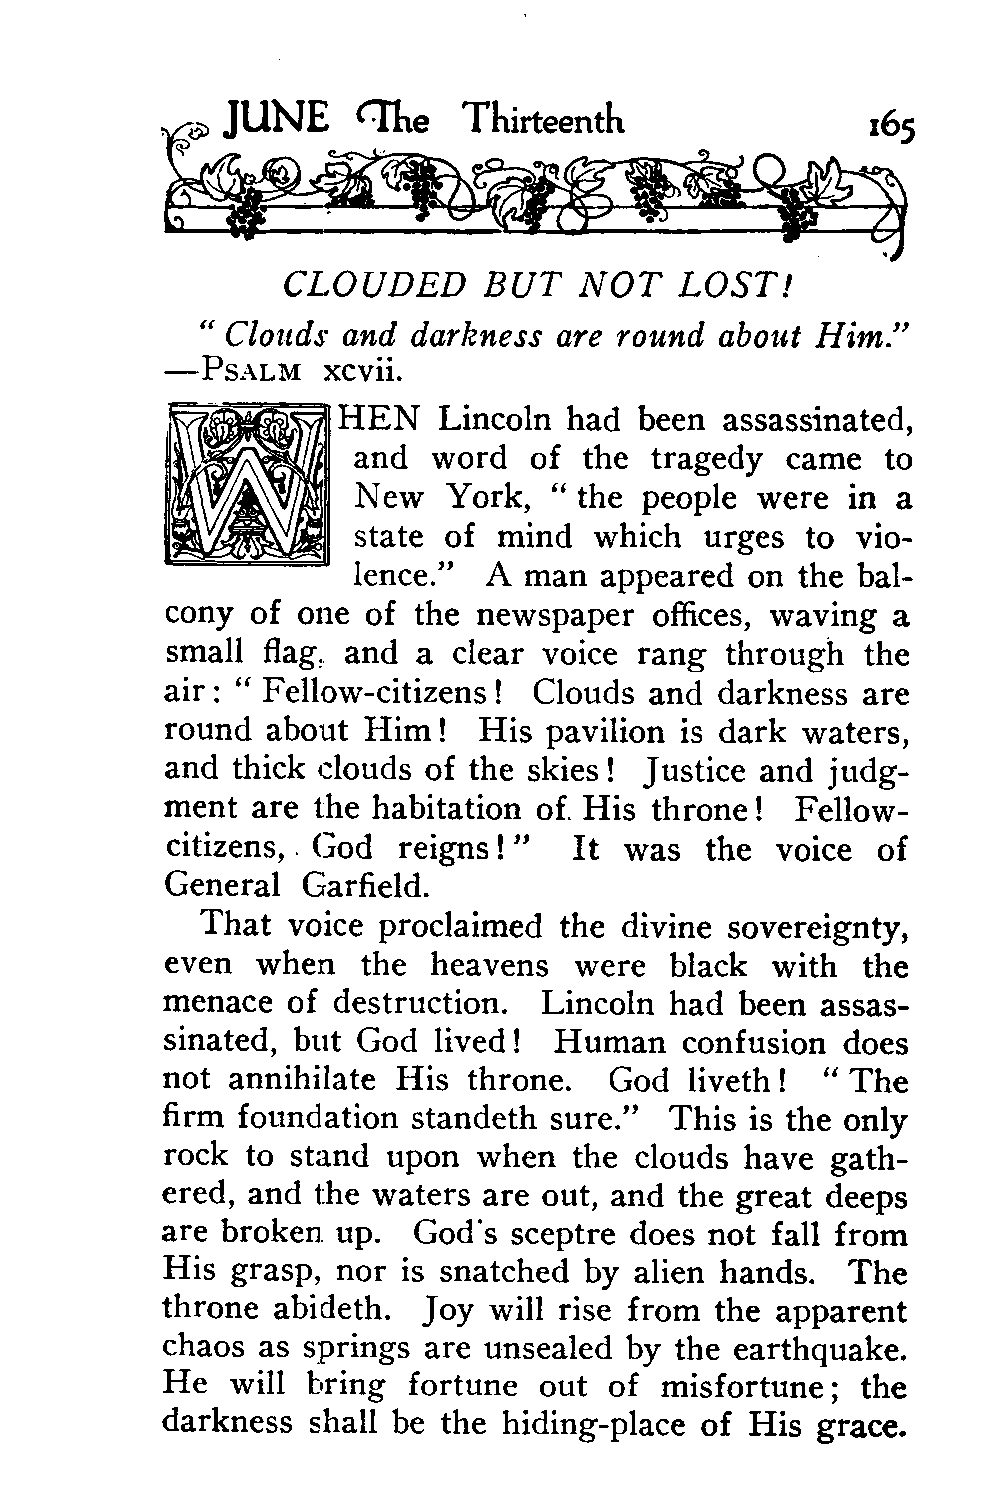 JUNE The Thirteenth 165
CLOUDED BUT NOT LOST!
“ Clouds and darkness are round about Him.”
—PSALM xcvii.
WHEN Lincoln had been assassinated,
and word of the tragedy came to
New York, “ the people were in a
state of mind which urges to vio-
lence.” A man appeared on the bal-
cony of one of the newspaper offices, waving a
small flag, and a clear voice rang through the
air : “ Fellow-citizens ! Clouds and darkness are
round about Him ! His pavilion is dark waters,
and thick clouds of the skies ! Justice and judg-
ment are the habitation of His throne ! Fellow-
citizens, God reigns ! ” It was the voice of
General Garfield.
That voice proclaimed the divine sovereignty,
even when the heavens were black with the
menace of destruction. Lincoln had been assas-
sinated, but God lived ! Human confusion does
not annihilate His throne. God liveth ! “ The
firm foundation standeth sure.” This is the only
rock to stand upon when the clouds have gath-
ered, and the waters are out, and the great deeps
are broken up. God's sceptre does not fall from
His grasp, nor is snatched by alien hands. The
throne abideth. Joy will rise from the apparent
chaos as springs are unsealed by the earthquake.
He will bring fortune out of misfortune ; the
darkness shall be the hiding-place of His grace.